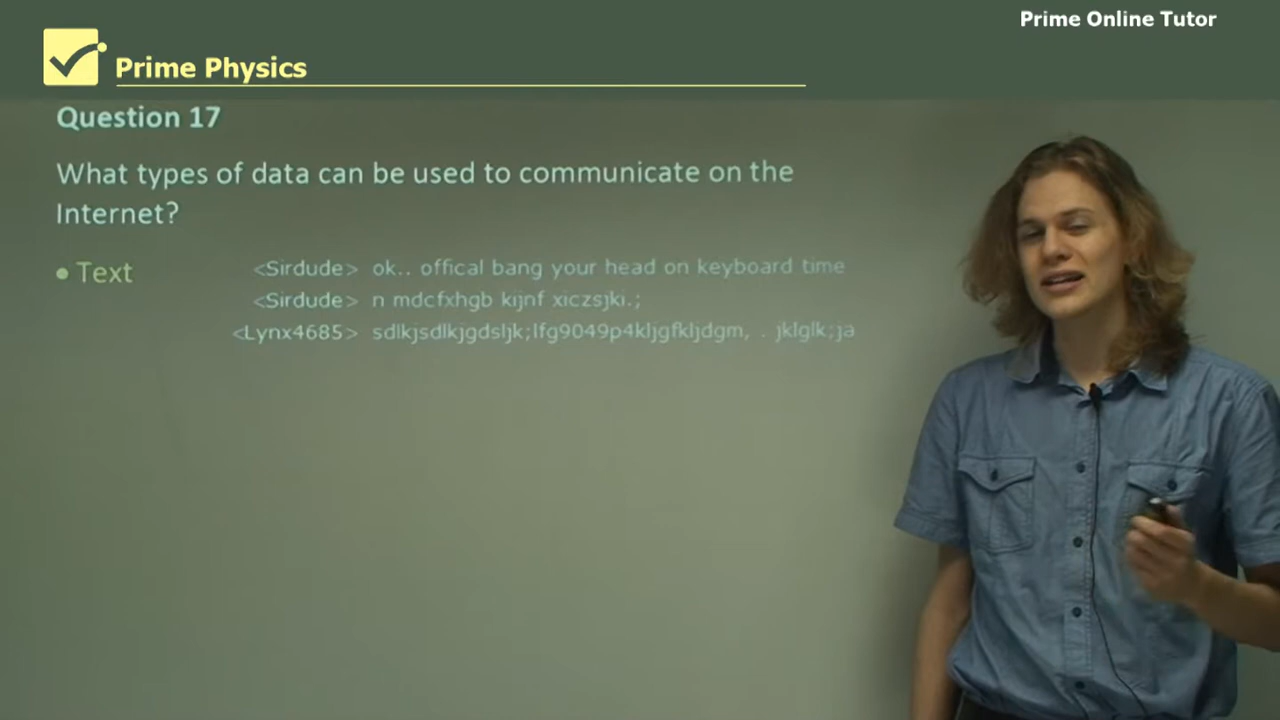 Prime Online Tutor
Prime Physics
Question 17
What types of data can be used to communicate on the
Internet?
• Text
<Sirdude> ok.. offical bang your head on keyboard time
<Sirdude> n mdcfxhgb kijnf xiczsjki.;
<Lynx4685> sdlkjsdlkjgdsljk;lfg9049p4kljgfkljdgm, . jklglk;ja